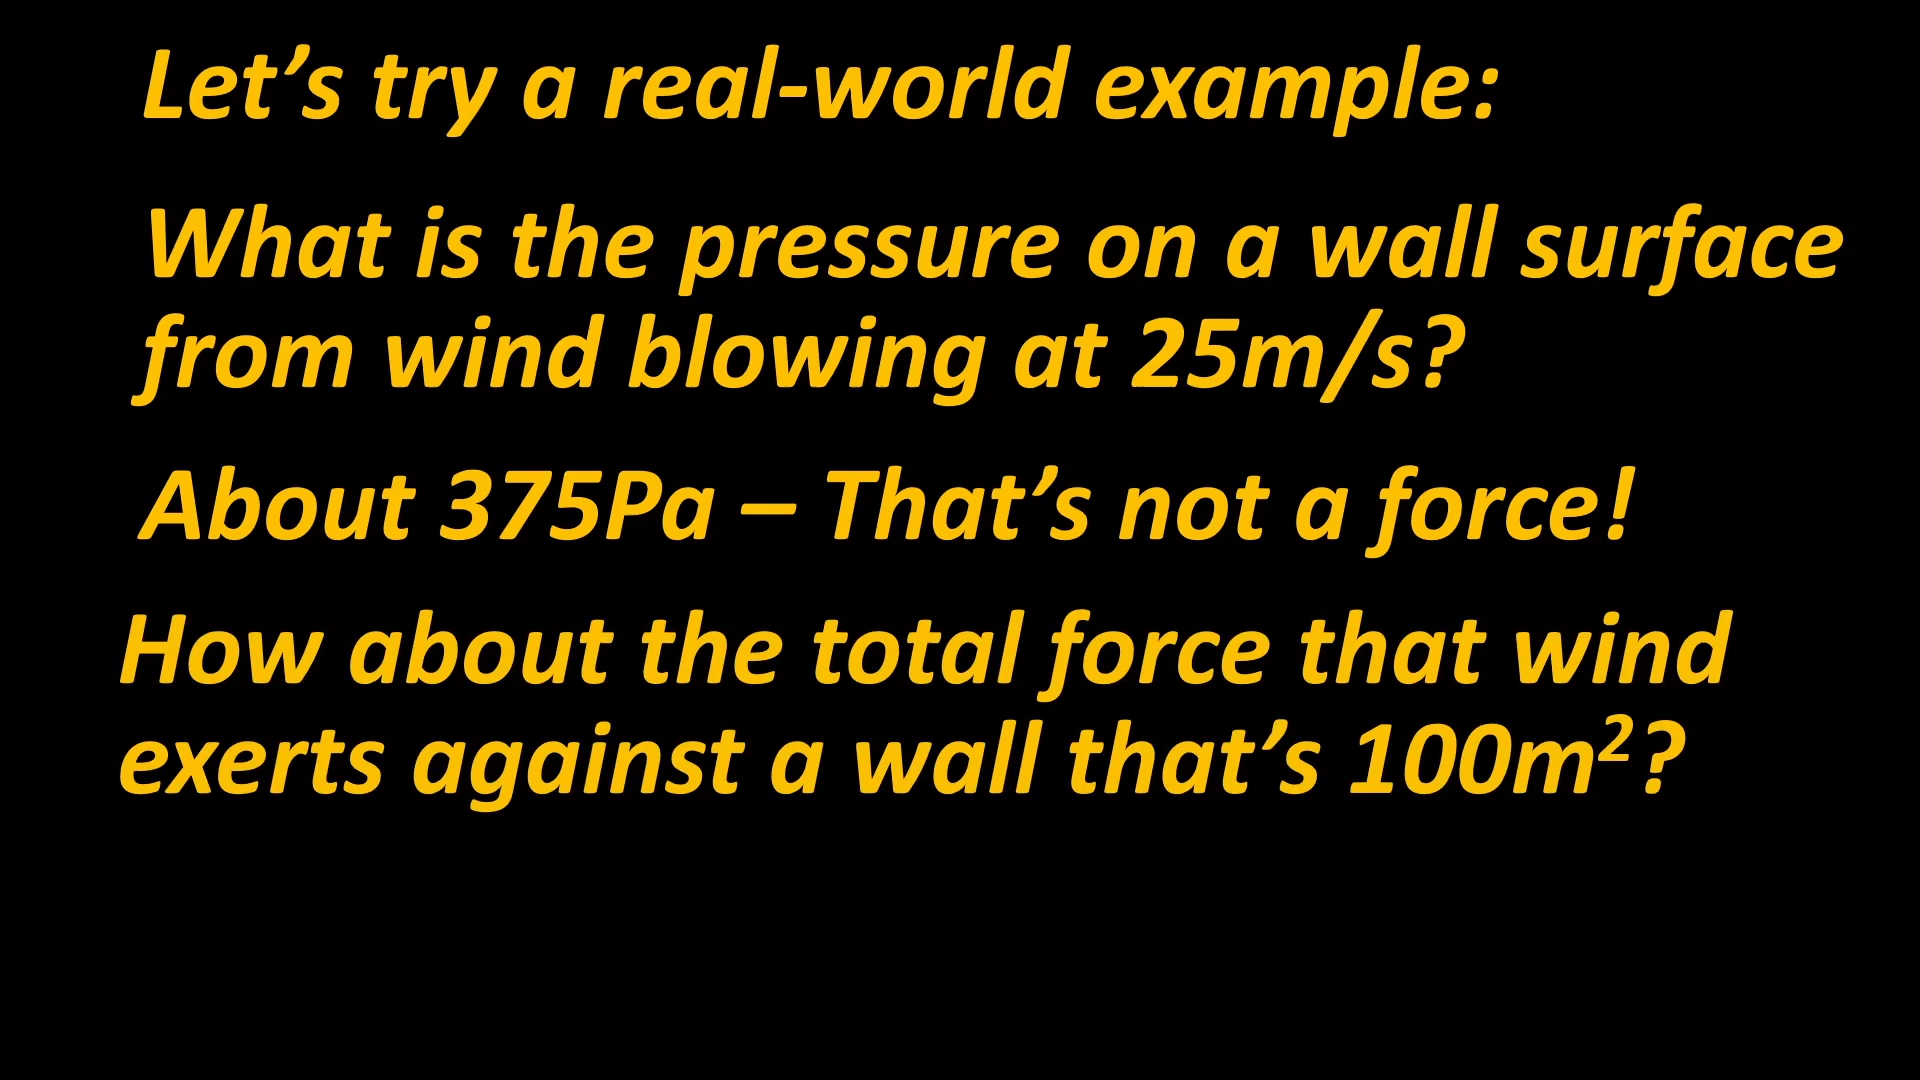 Let’s try a real-world example:
What is the pressure on a wall surface
from wind blowing at 25m/s?
About 375Pa – That’s not a force!
How about the total force that wind
exerts against a wall that’s 100m²?